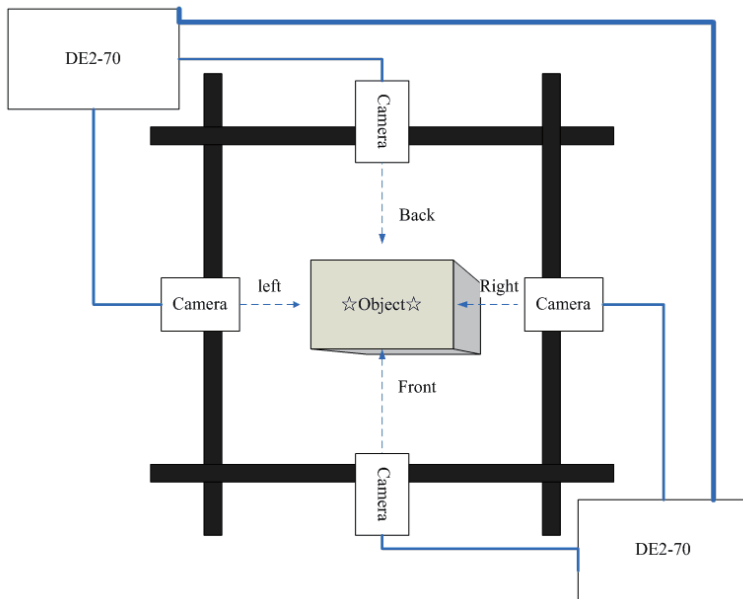 DE2-70
Camera
Back
left
Right
Camera
☆Object☆
Camera
Front
Camera
DE2-70